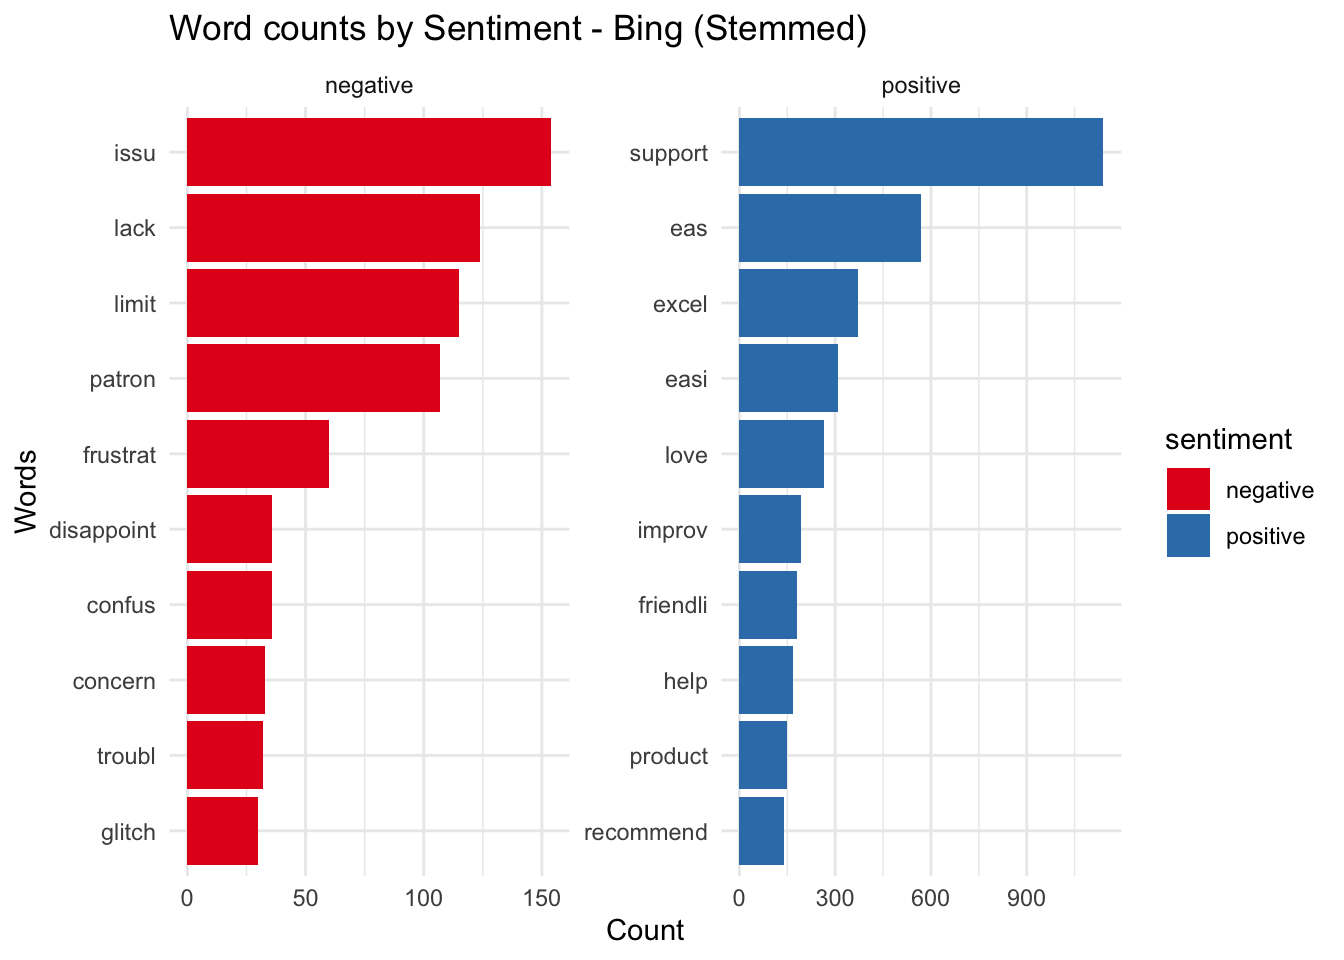 Word counts by Sentiment - Bing (Stemmed)
negative
positive
issu
lack
limit
patron
frustrat
disappoint
confus
concern
troubl
glitch
support
eas
excel
easi
love
improv
friendli
help
product
recommend
0 50 100 150
0 300 600 900
Words
Count
sentiment
negative
positive